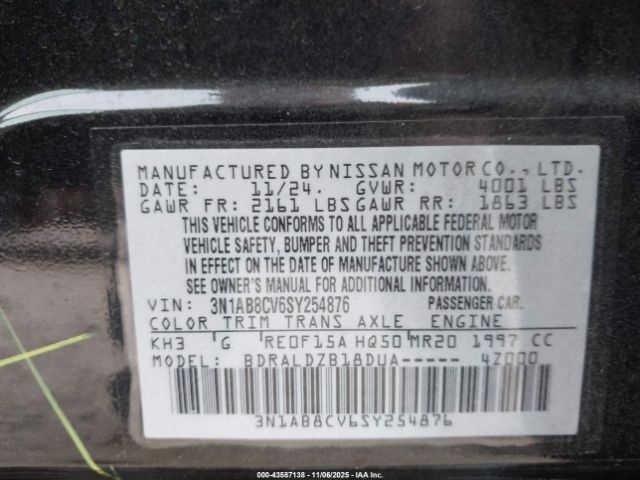 MANUFACTURED BY NISSAN MOTOR CO., LTD.
DATE: 11/24. GVWR: 4001 LBS
GAWR FR: 2161 LBS GAWR RR: 1863 LBS
THIS VEHICLE CONFORMS TO ALL APPLICABLE FEDERAL MOTOR
VEHICLE SAFETY, BUMPER AND THEFT PREVENTION STANDARDS
IN EFFECT ON THE DATE OF MANUFACTURE SHOWN ABOVE.
SEE OWNER'S MANUAL FOR ADDITIONAL INFORMATION.
VIN: 3N1AB8CV6SY254876 PASSENGER CAR.
COLOR TRIM TRANS AXLE ENGINE
KH3 G RE0F15A HQ50 MR20 1997 CC
MODEL: BDRALDZB18DUA----- 4Z000
3N1AB8CV6SY254876
© 43587138 11/06/2025 IAA Inc.